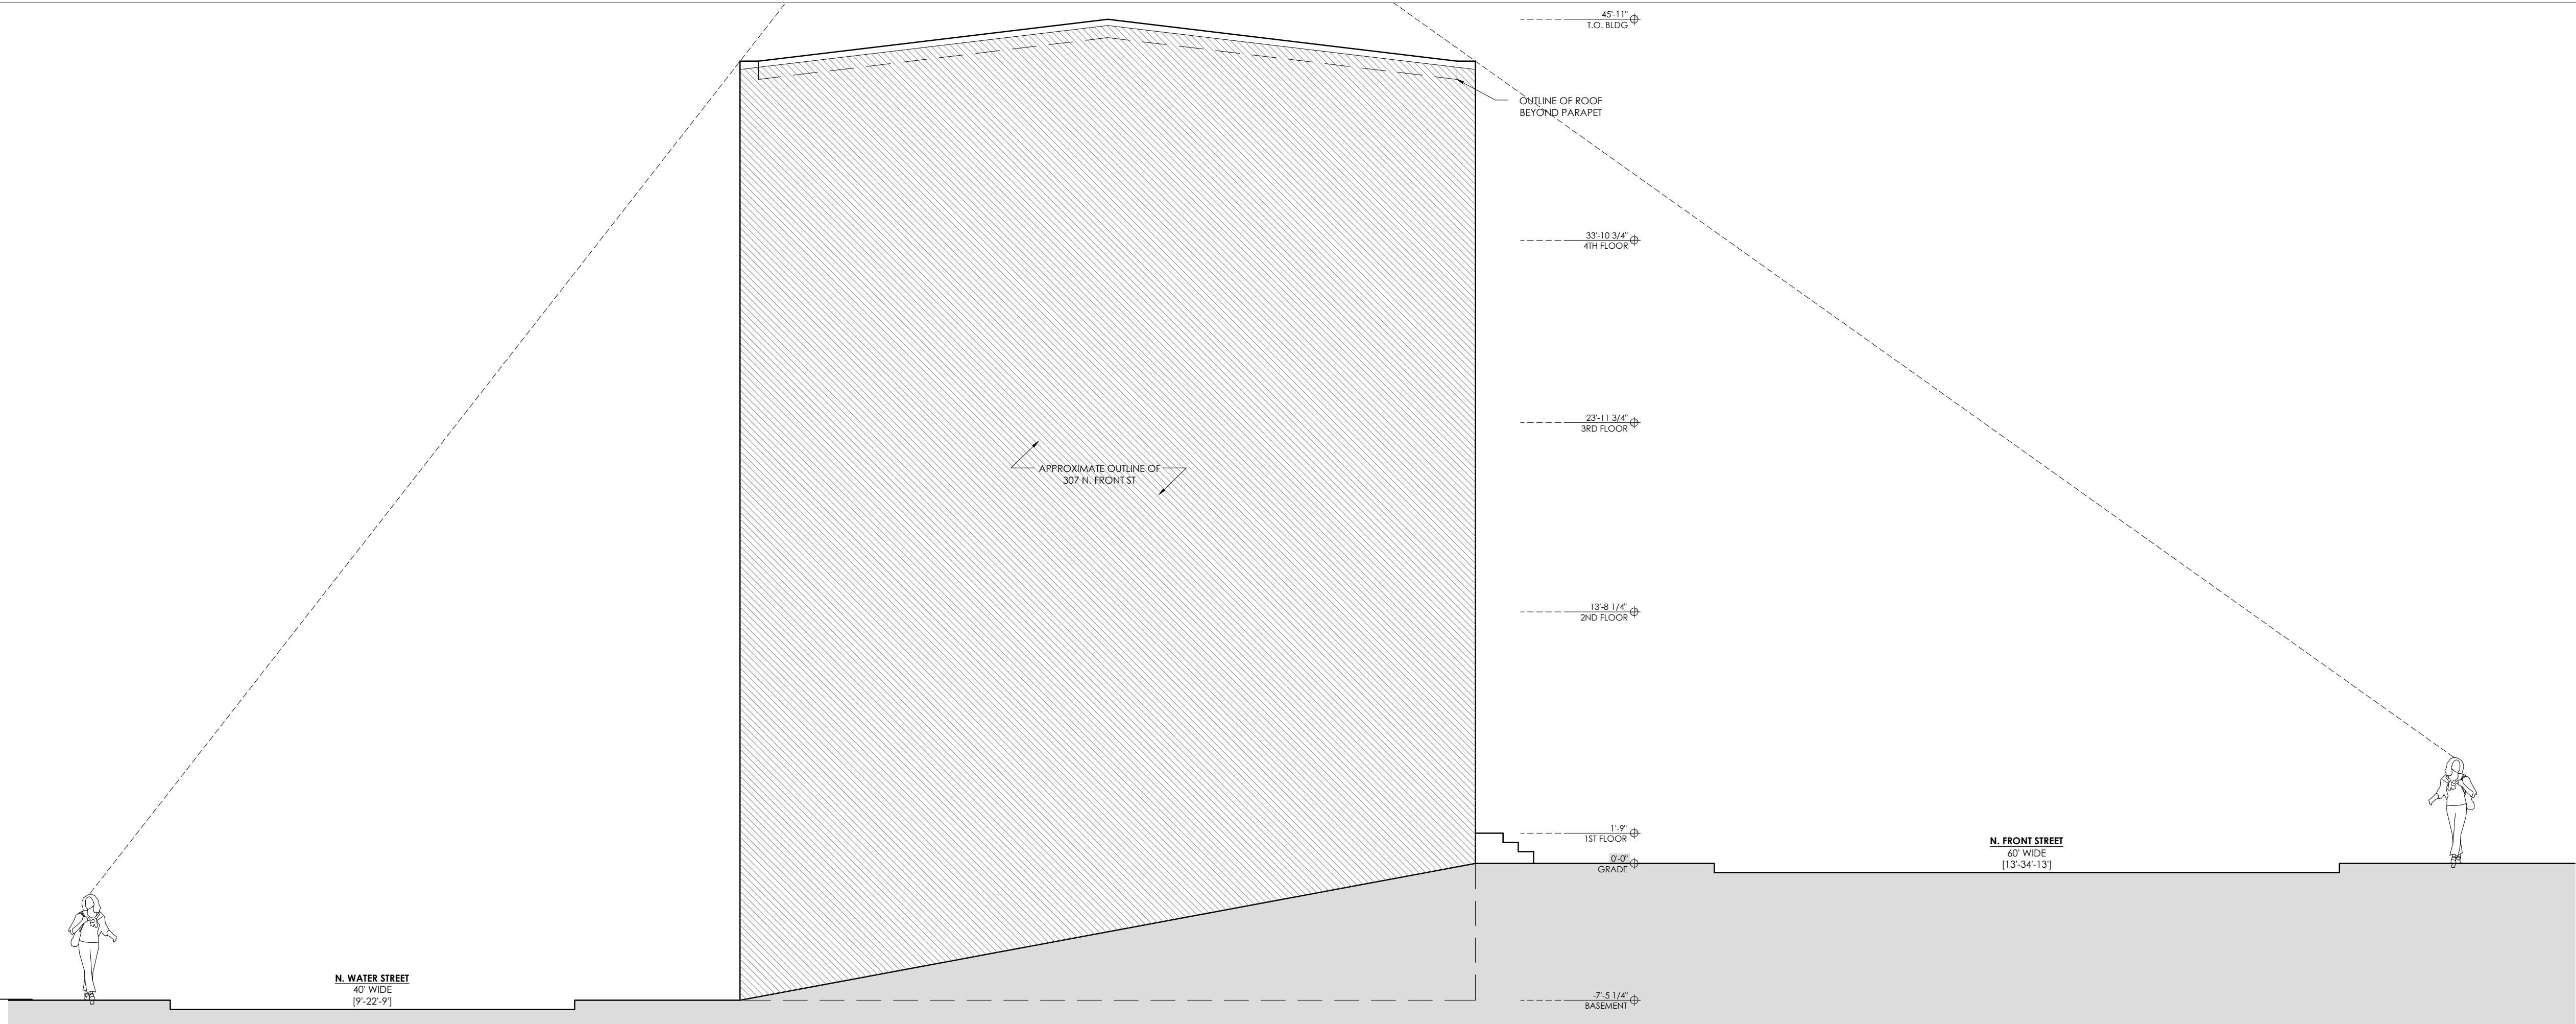 45'-11"
T.O. BLDG
OUTLINE OF ROOF
BEYOND PARAPET
33'-10 3/4"
4TH FLOOR
23'-11 3/4"
3RD FLOOR
APPROXIMATE OUTLINE OF
307 N. FRONT ST
13'-8 1/4"
2ND FLOOR
1'-9"
1ST FLOOR
0'-0"
GRADE
N. FRONT STREET
60' WIDE
[13'-34'-13']
N. WATER STREET
40' WIDE
[9'-22'-9']
-7'-5 1/4"
BASEMENT